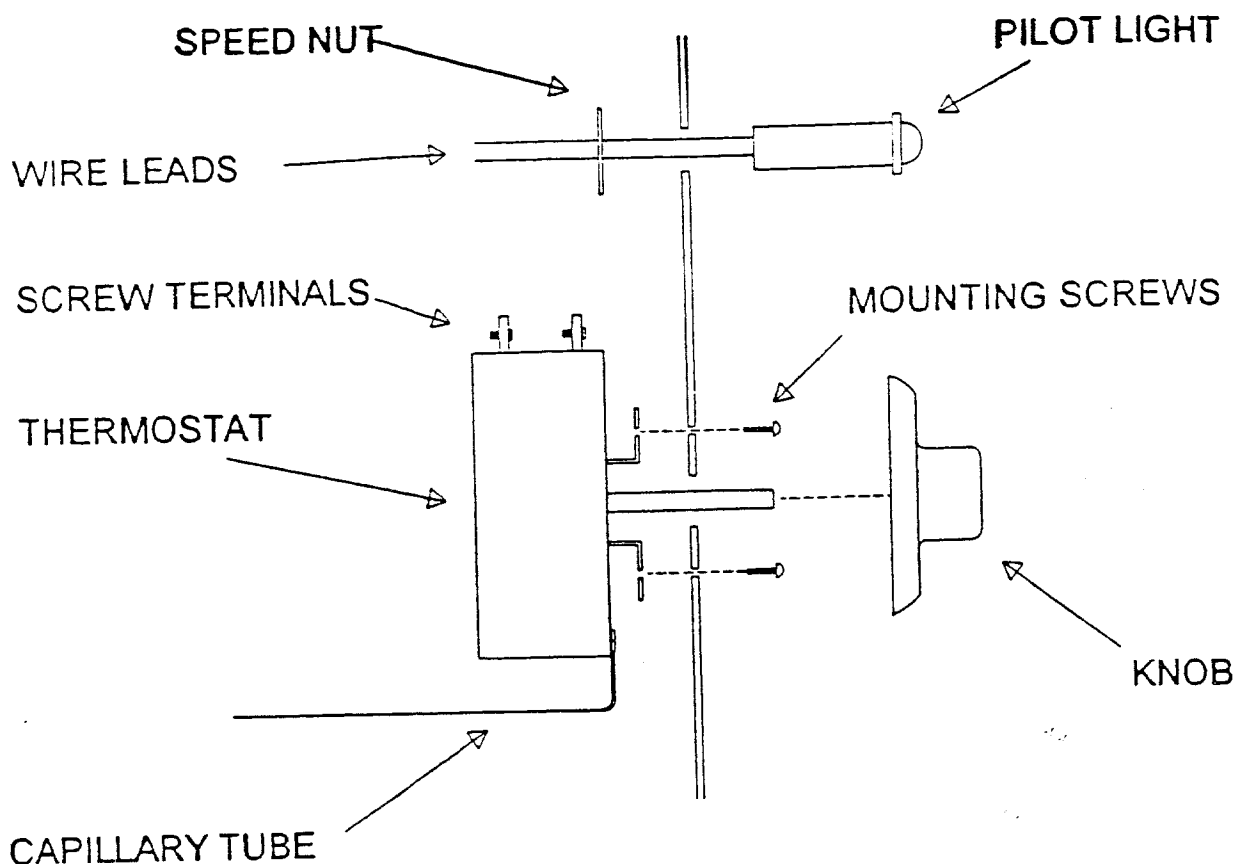 SPEED NUT
PILOT LIGHT
WIRE LEADS
SCREW TERMINALS
MOUNTING SCREWS
THERMOSTAT
KNOB
CAPILLARY TUBE